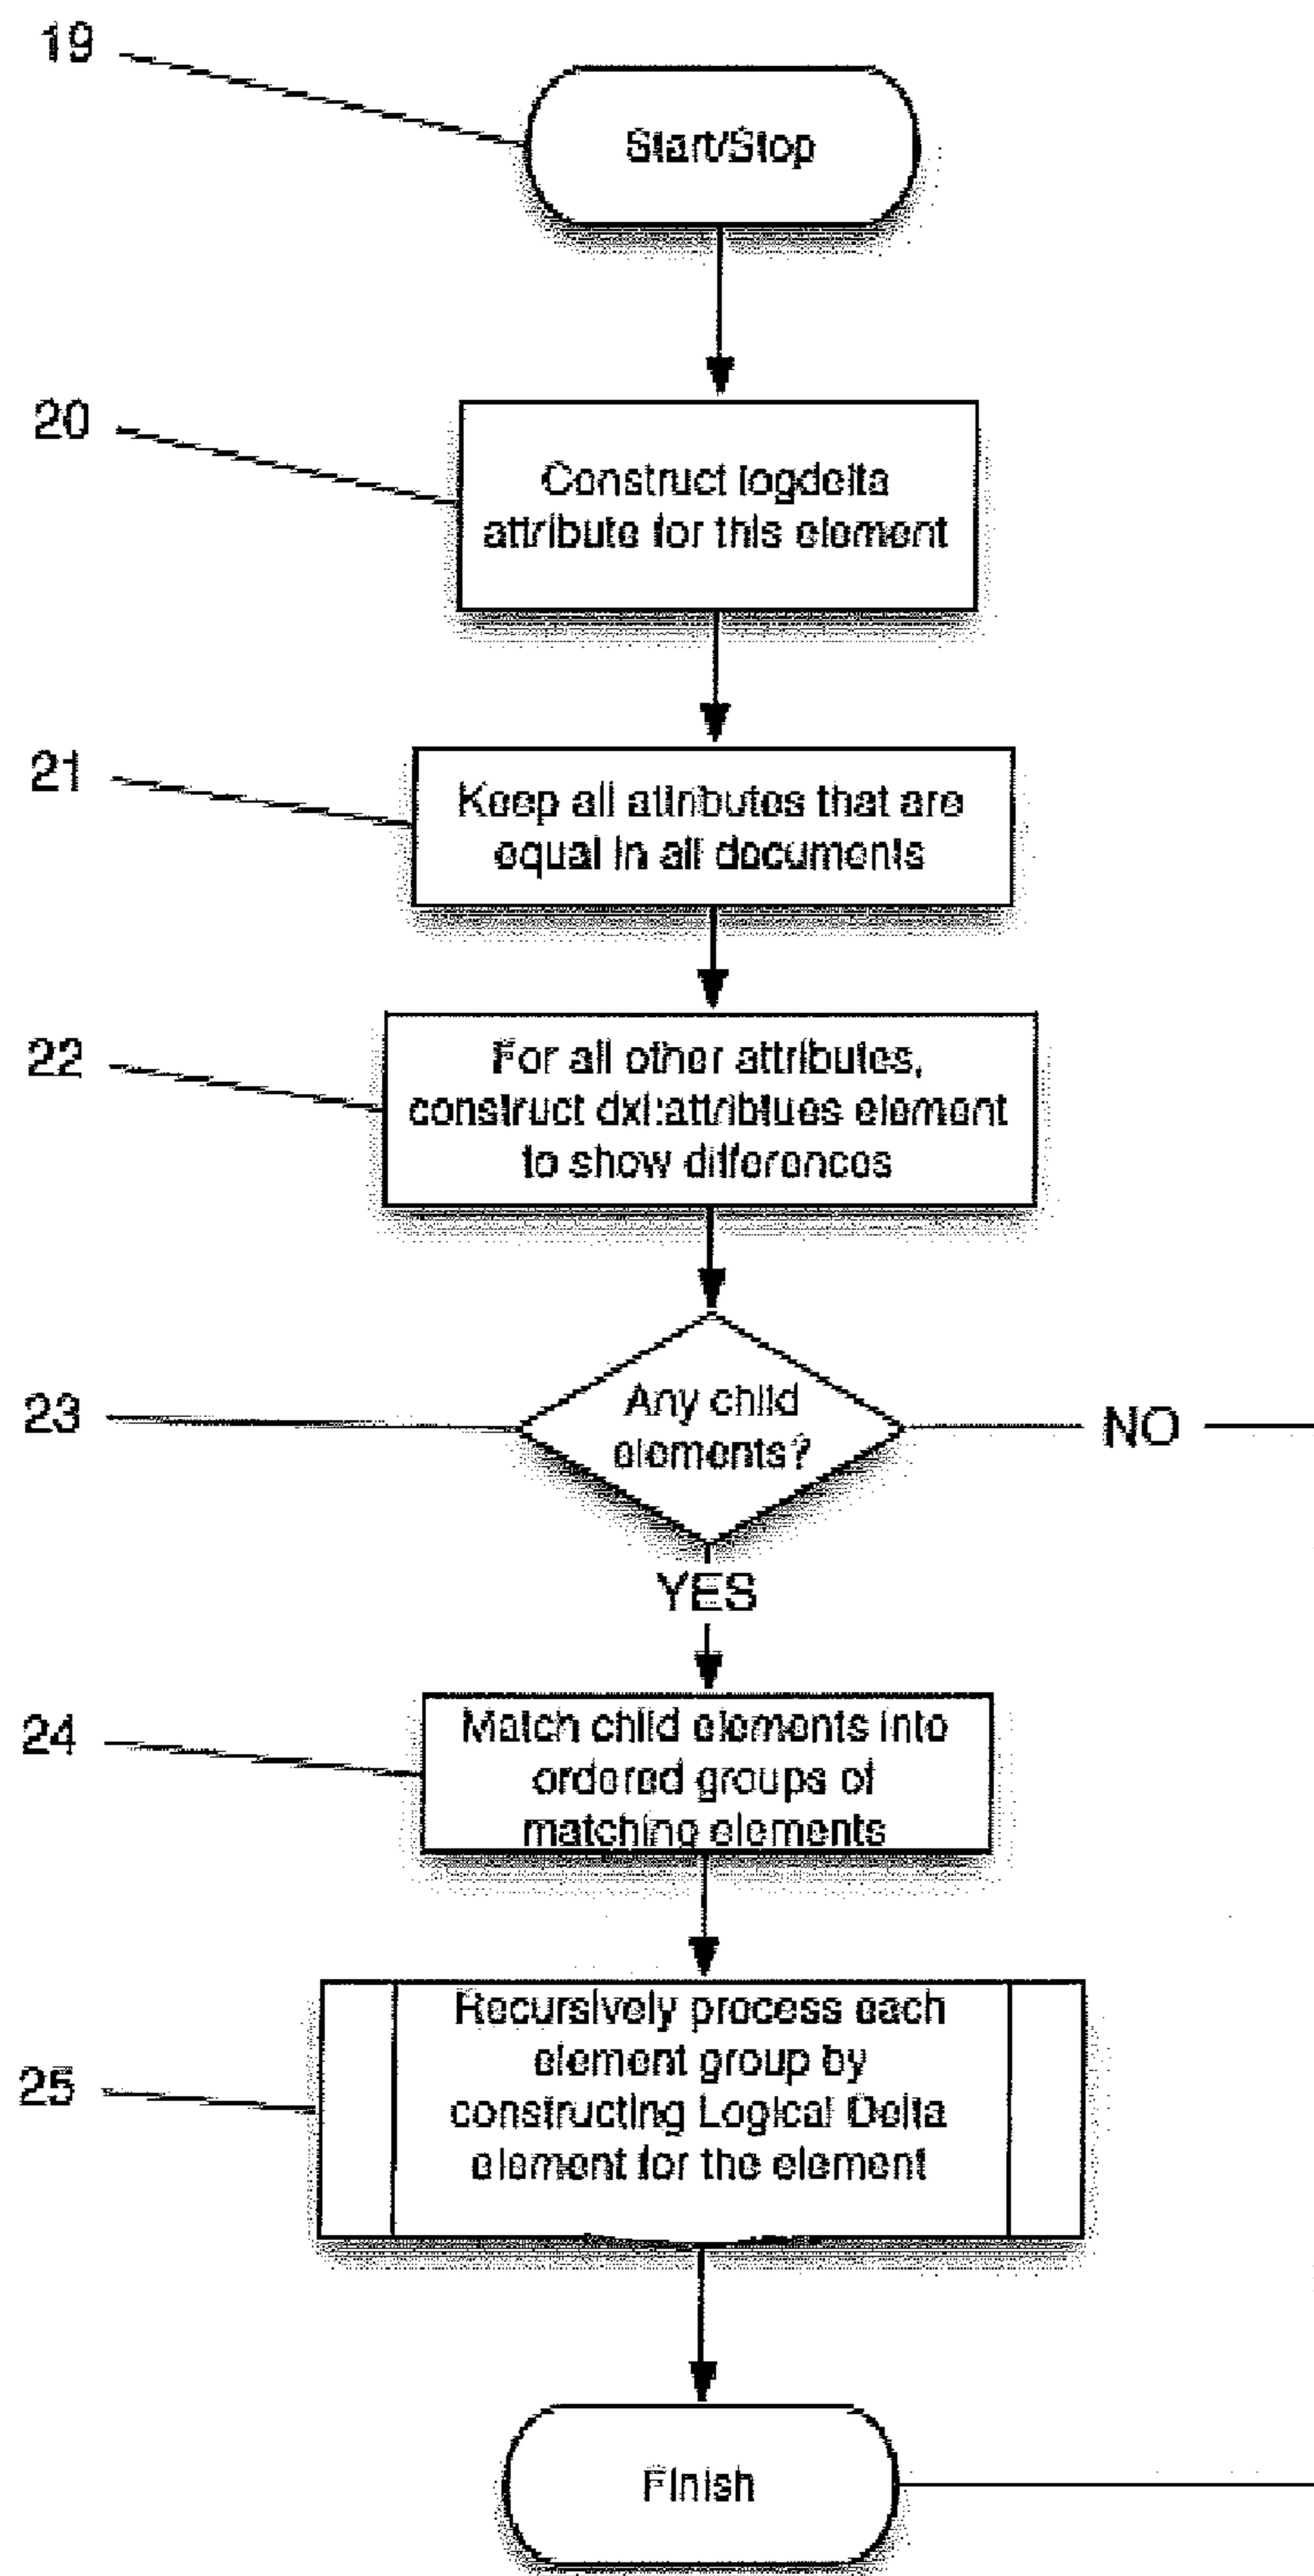 19
Start/Stop
20
Construct logdelta
attribute for this element
21
Keep all attributes that are
equal in all documents
22
For all other attributes,
construct dxl:attribtues element
to show differences
23
Any child
elements?
NO
YES
24
Match child elements into
ordered groups of
matching elements
25
Recursively process each
element group by
constructing Logical Delta
element for the element
Finish